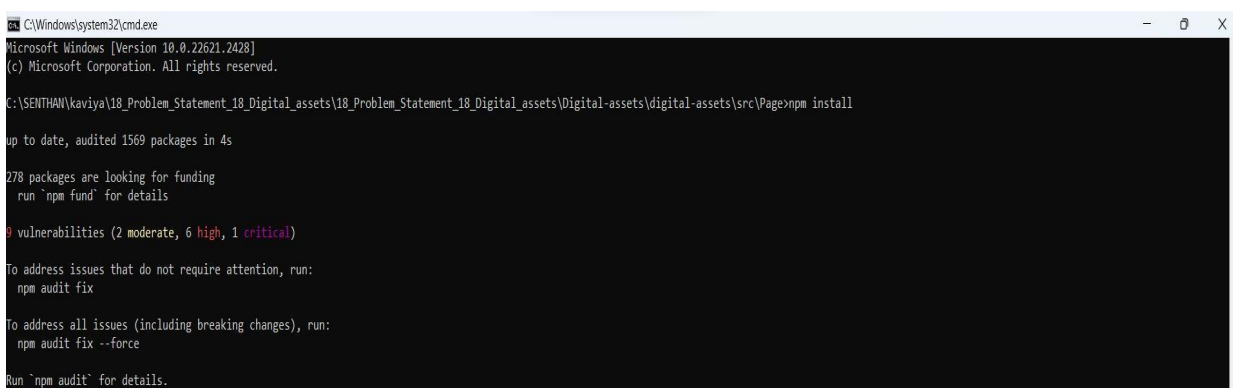 C:\Windows\system32\cmd.exe
Microsoft Windows [Version 10.0.22621.2428]
(c) Microsoft Corporation. All rights reserved.
C:\SENTHAN\kaviya\18_Problem_Statement_18_Digital_assets\18_Problem_Statement_18_Digital_assets\Digital-assets\digital-assets\src\Page>npm install
up to date, audited 1569 packages in 4s
278 packages are looking for funding
  run `npm fund` for details
9 vulnerabilities (2 moderate, 6 high, 1 critical)
To address issues that do not require attention, run:
  npm audit fix
To address all issues (including breaking changes), run:
  npm audit fix --force
Run `npm audit` for details.